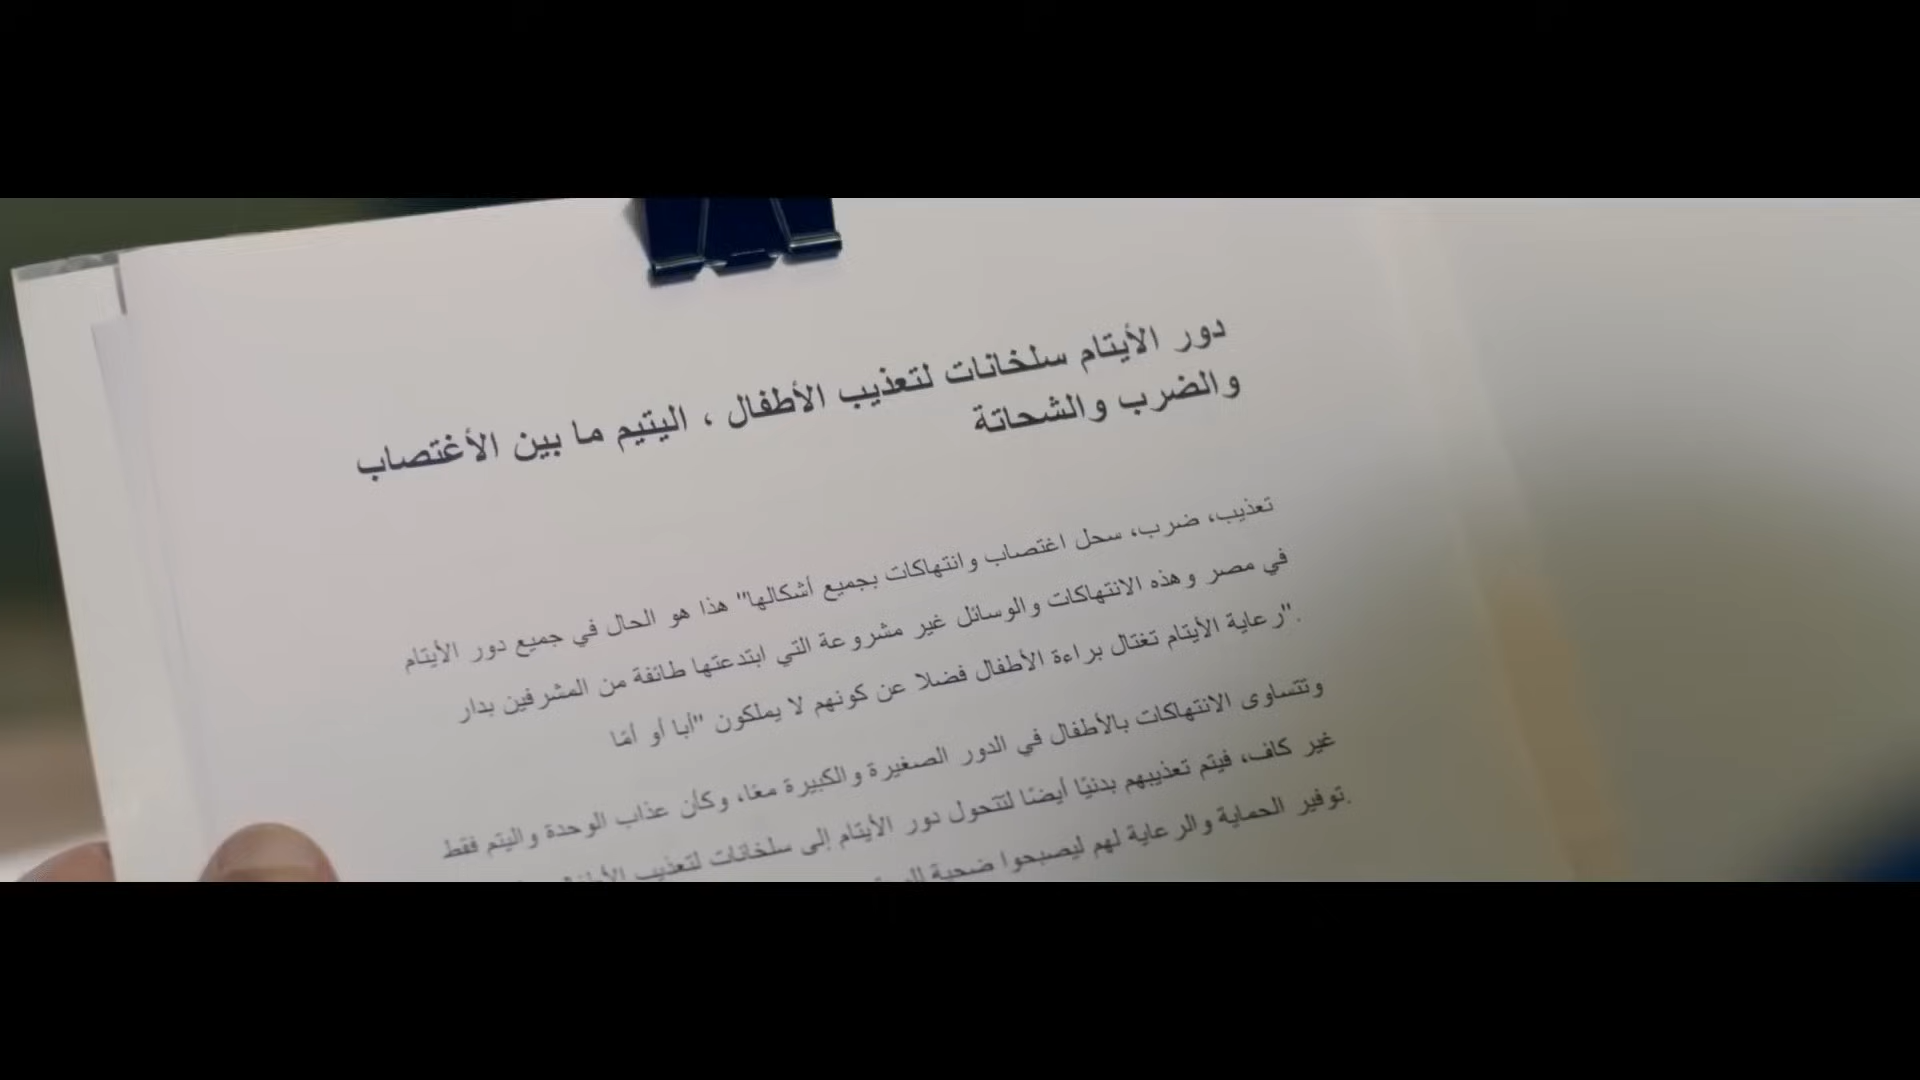 دور الأيتام سلخانات لتعذيب الأطفال ، اليتيم ما بين الأغتصاب
والضرب والشحاتة
تعذيب، ضرب، سحل اغتصاب وانتهاكات بجميع أشكالها" هذا هو الحال في جميع دور الأيتام
في مصر وهذه الانتهاكات والوسائل غير مشروعة التي ابتدعتها طائفة من المشرفين بدار
."رعاية الأيتام تغتال براءة الأطفال فضلا عن كونهم لا يملكون "أبا أو أمًا
وتتساوى الانتهاكات بالأطفال في الدور الصغيرة والكبيرة معًا، وكأن عذاب الوحدة واليتم فقط
غير كاف، فيتم تعذيبهم بدنيًا أيضًا لتتحول دور الأيتام إلى سلخانات لتعذيب
.توفير الحماية والرعاية لهم ليصبحوا ضحية